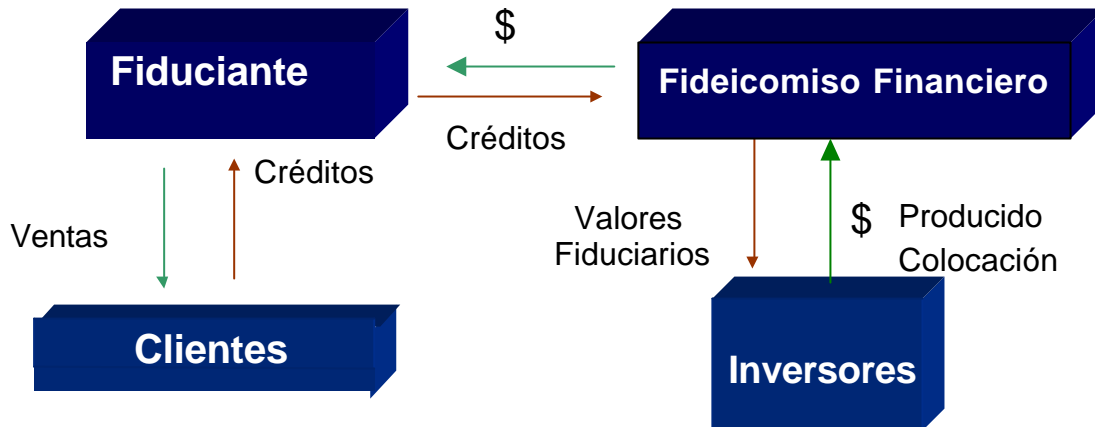 $
Fiduciante
Fideicomiso Financiero
Créditos
Créditos
Ventas
Valores
Fiduciarios
$ Producido
Colocación
Clientes
Inversores